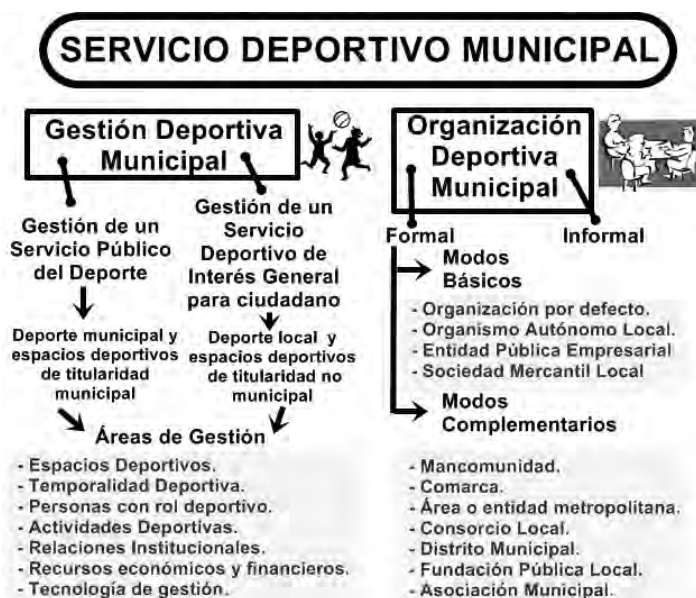 SERVICIO DEPORTIVO MUNICIPAL
Gestión Deportiva
Municipal
Gestión de un
Servicio Público
del Deporte
Gestión de un
Servicio
Deportivo de
Interés General
para ciudadano
Deporte municipal y
espacios deportivos
de titularidad
municipal
Deporte local y
espacios deportivos
de titularidad no
municipal
Áreas de Gestión
- Espacios Deportivos.
- Temporalidad Deportiva.
- Personas con rol deportivo.
- Actividades Deportivas.
- Relaciones Institucionales.
- Recursos económicos y financieros.
- Tecnología de gestión.
Organización
Deportiva
Municipal
Formal
Informal
Modos
Básicos
- Organización por defecto.
- Organismo Autónomo Local.
- Entidad Pública Empresarial
- Sociedad Mercantil Local
Modos
Complementarios
- Mancomunidad.
- Comarca.
- Área o entidad metropolitana.
- Consorcio Local.
- Distrito Municipal.
- Fundación Pública Local.
- Asociación Municipal.